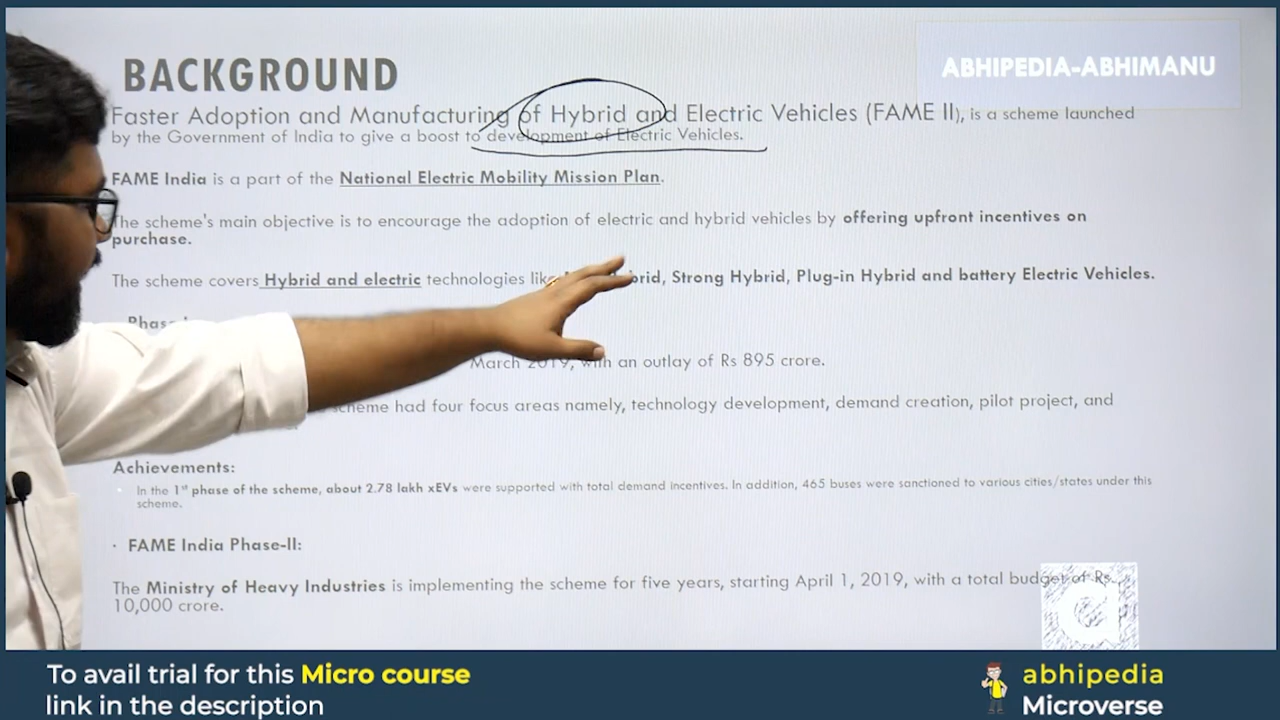 BACKGROUND
ABHIPEDIA-ABHIMANU
Faster Adoption and Manufacturing of Hybrid and Electric Vehicles (FAME II), is a scheme launched
by the Government of India to give a boost to development of Electric Vehicles.
FAME India is a part of the National Electric Mobility Mission Plan.
The scheme's main objective is to encourage the adoption of electric and hybrid vehicles by offering upfront incentives on
purchase.
The scheme covers Hybrid and electric technologies Strong Hybrid, Plug-in Hybrid and battery Electric Vehicles.
March 2019, with an outlay of Rs 895 crore.
scheme had four focus areas namely, technology development, demand creation, pilot project, and
Achievements:
In the 1st phase of the scheme, about 2.78 lakh xEVs were supported with total demand incentives. In addition, 465 buses were sanctioned to various cities/states under this
scheme.
· FAME India Phase-II:
The Ministry of Heavy Industries is implementing the scheme for five years, starting April 1, 2019, with a total budget of Rs.
10,000 crore.
To avail trial for this Micro course
link in the description
abhipedia
Microverse